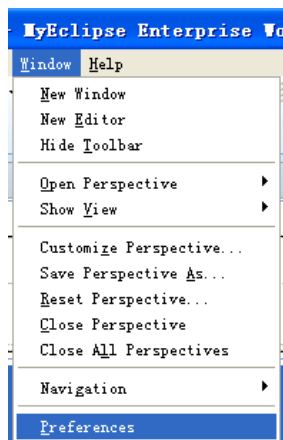 MyEclipse Enterprise Wo
Window Help
New Window
New Editor
Hide Toolbar
Open Perspective
Show View
Customize Perspective...
Save Perspective As...
Reset Perspective...
Close Perspective
Close All Perspectives
Navigation
Preferences